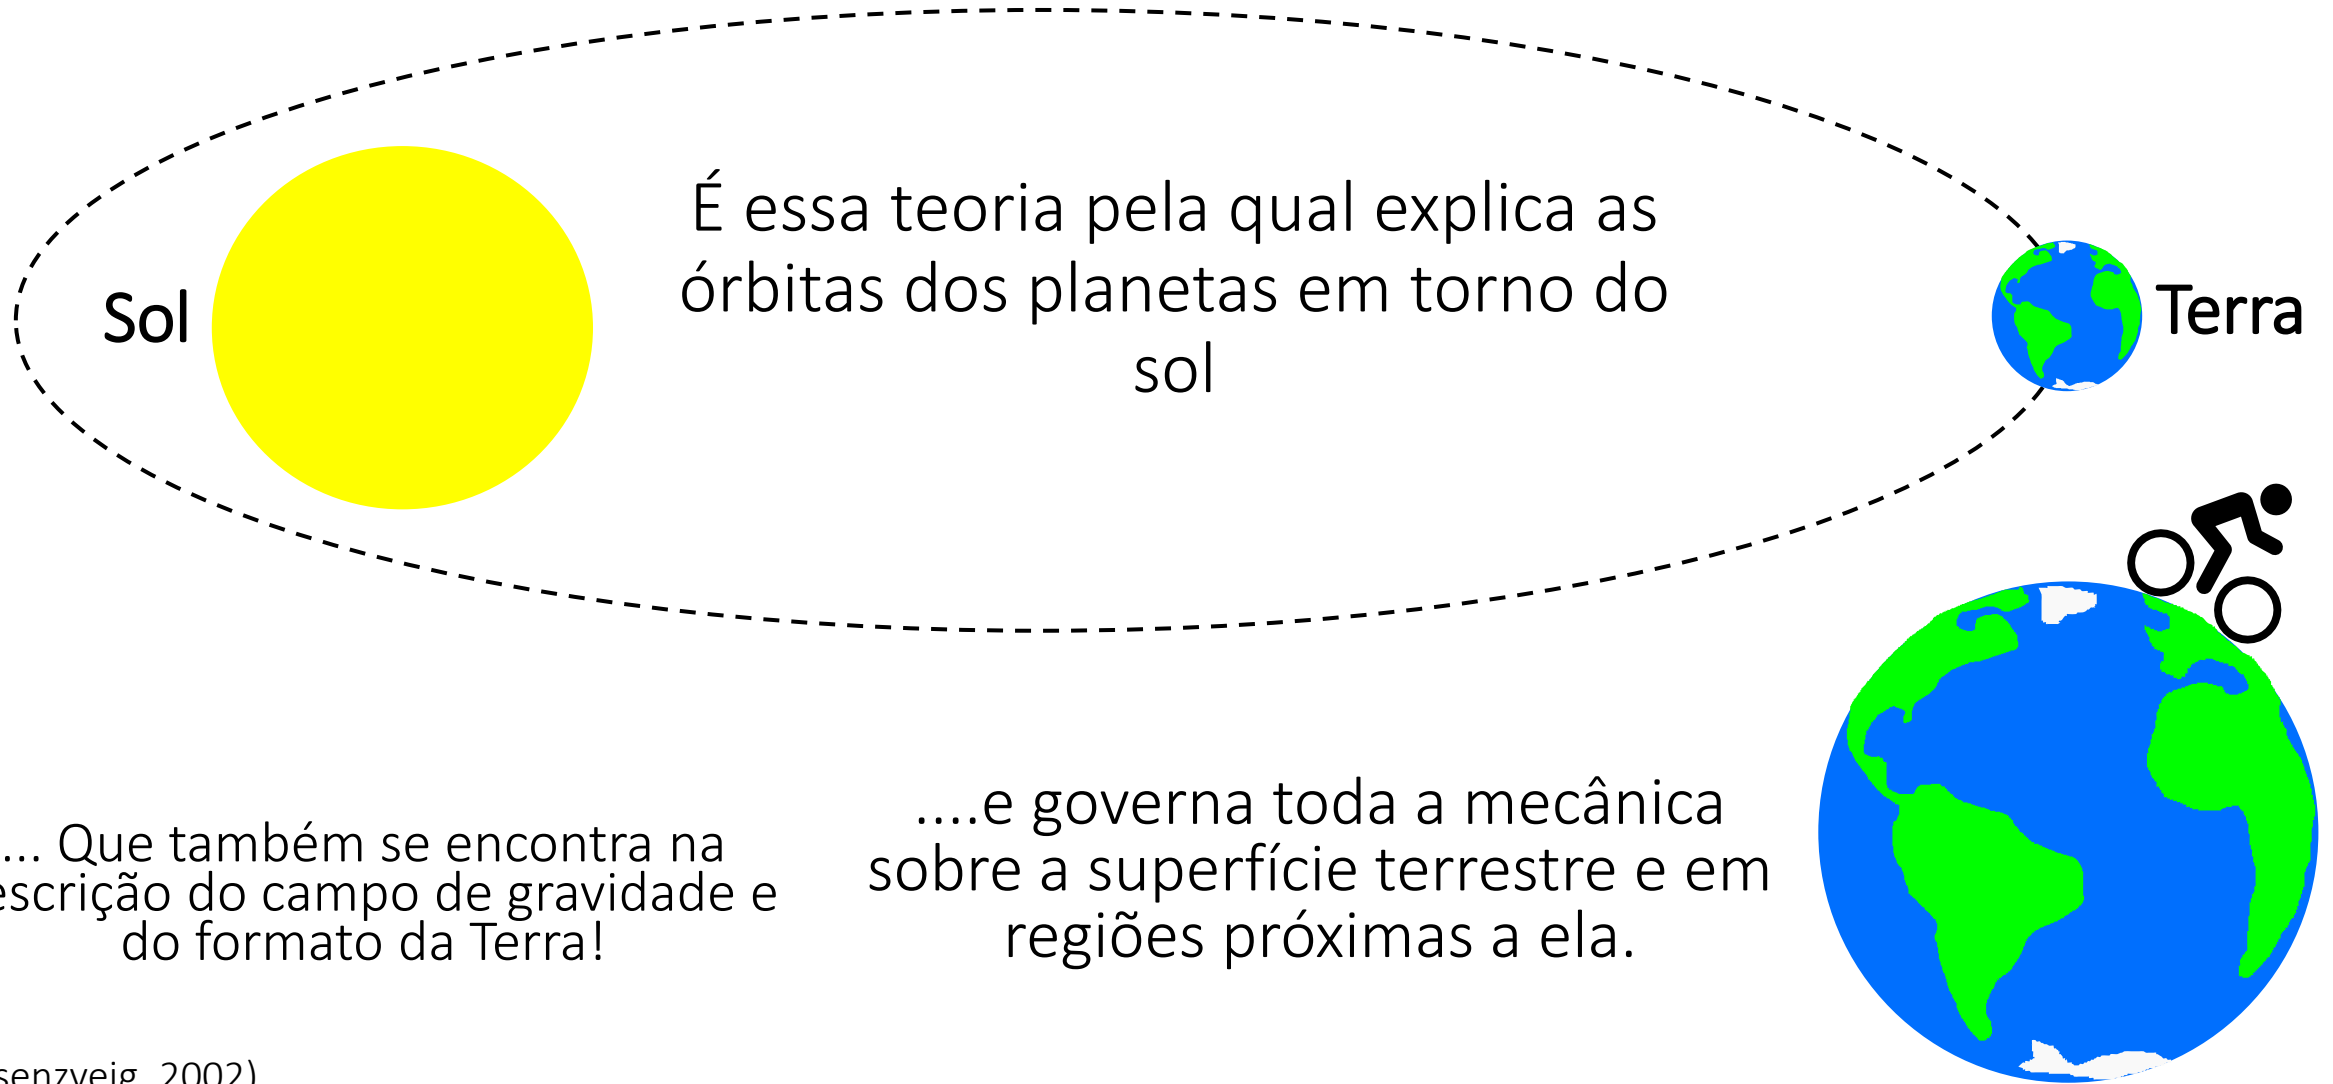 É essa teoria pela qual explica as
órbitas dos planetas em torno do
sol
Sol
Terra
....e governa toda a mecânica
sobre a superfície terrestre e em
regiões próximas a ela.
... Que também se encontra na
escrição do campo de gravidade e
do formato da Terra!
senzveig, 2002)